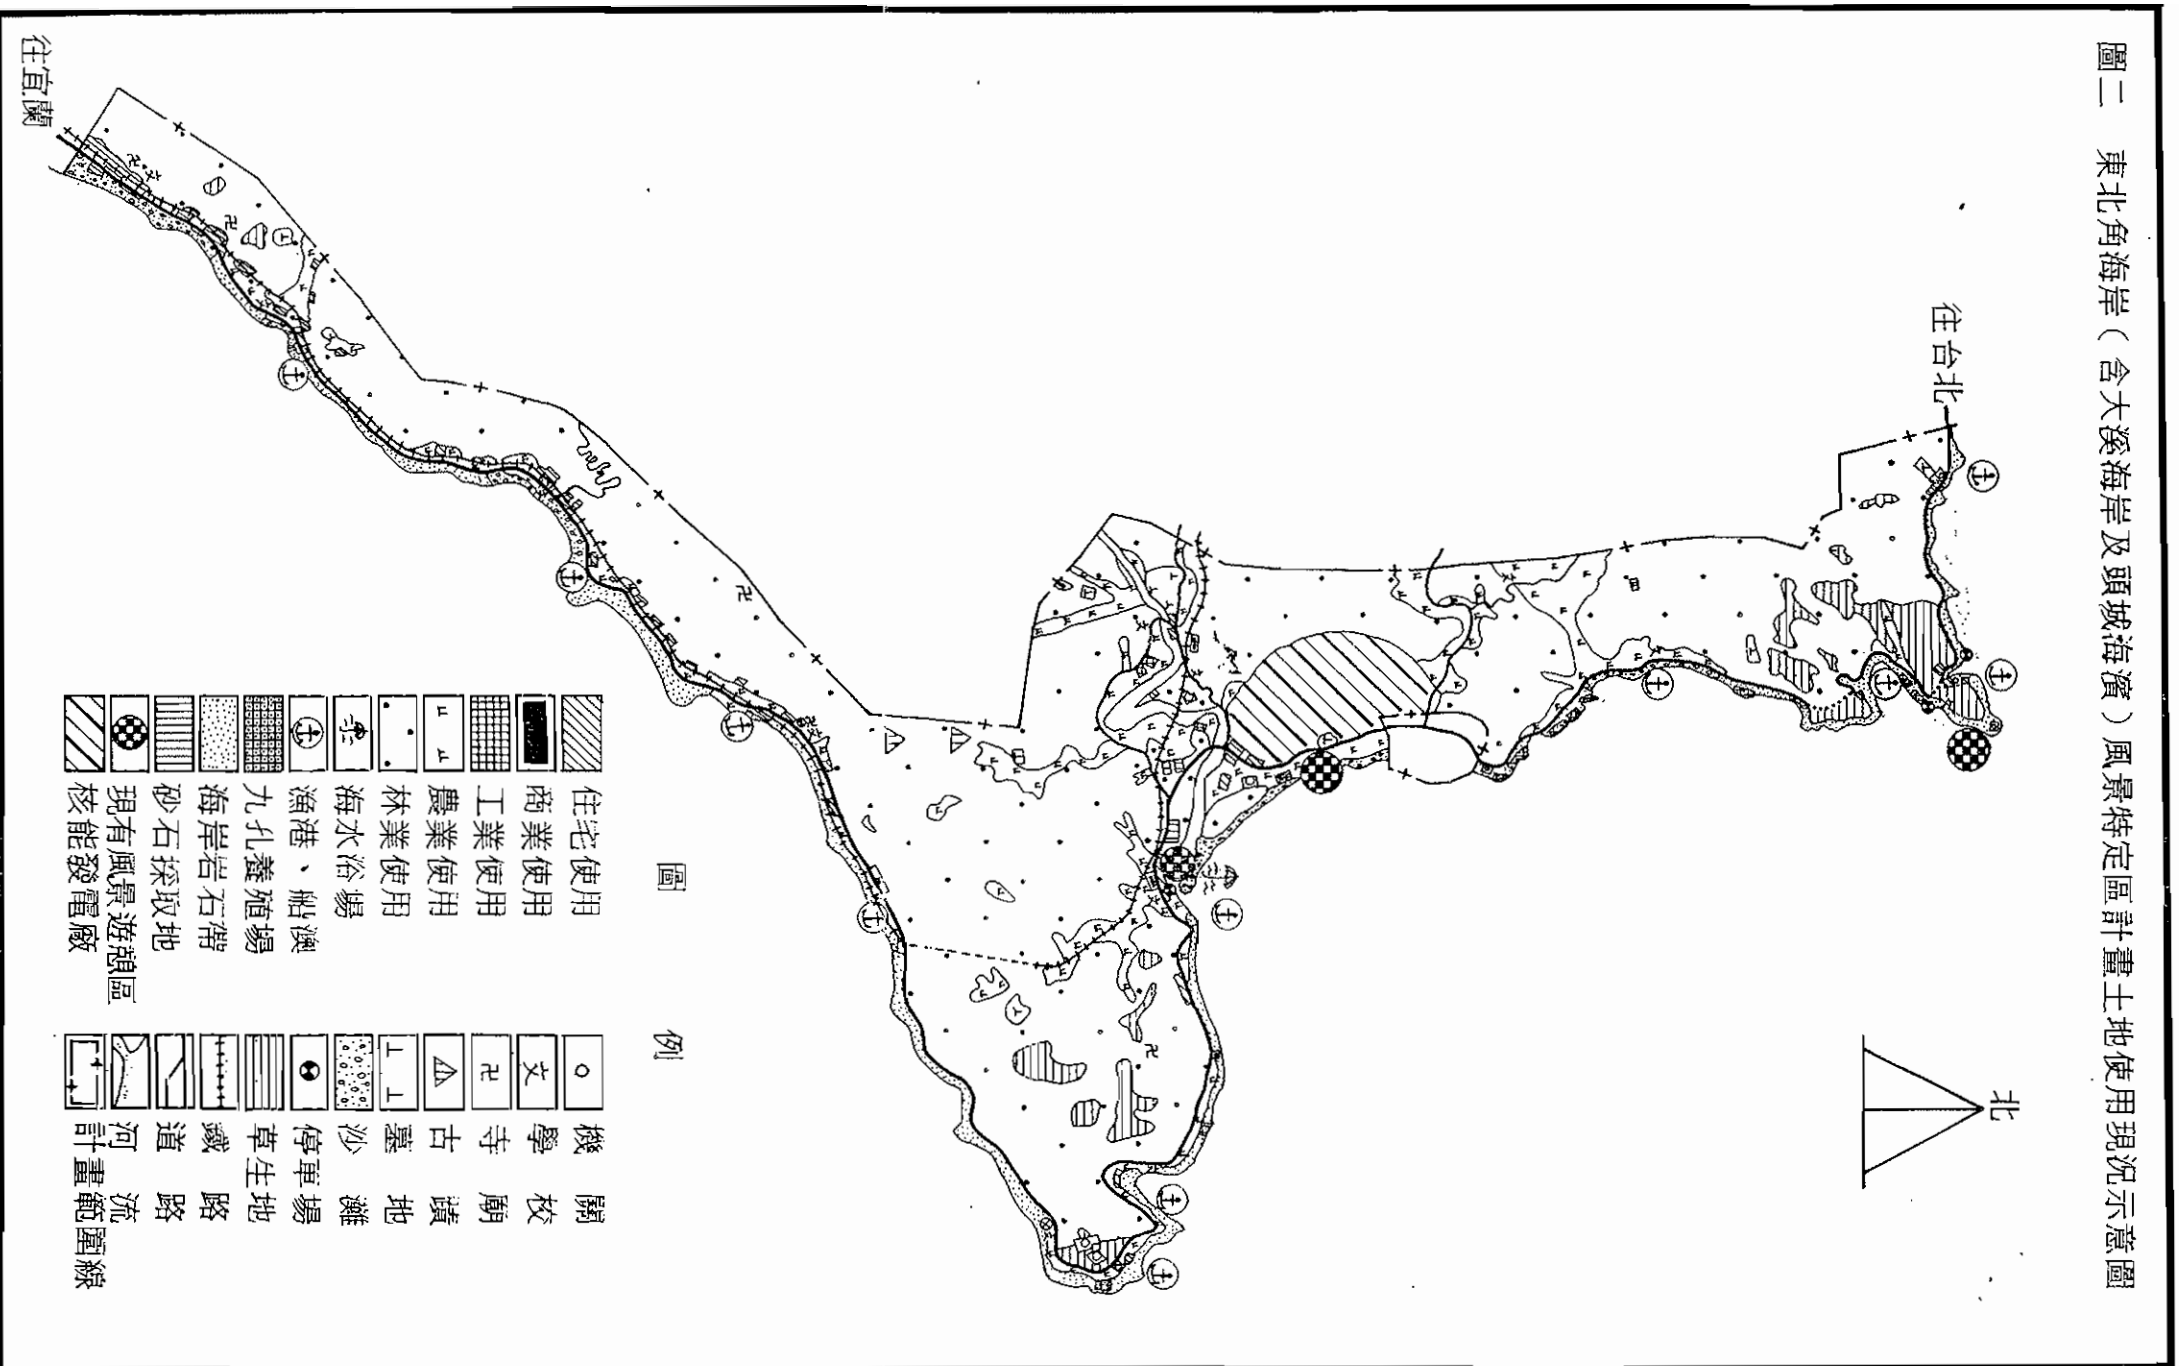 圖二　東北角海岸（含大溪海岸及頭城海濱）風景特定區計畫土地使用現況示意圖
北
往台北
往宜蘭
圖例
住宅使用
商業使用
工業使用
農業使用
林業使用
海水浴場
漁港、船澳
九孔養殖場
海岸岩石帶
砂石採取地
現有風景遊憩區
核能發電廠
機關
學校
寺廟
古蹟
墓地
沙灘
停車場
草生地
鐵路
道路
河流
計畫範圍線